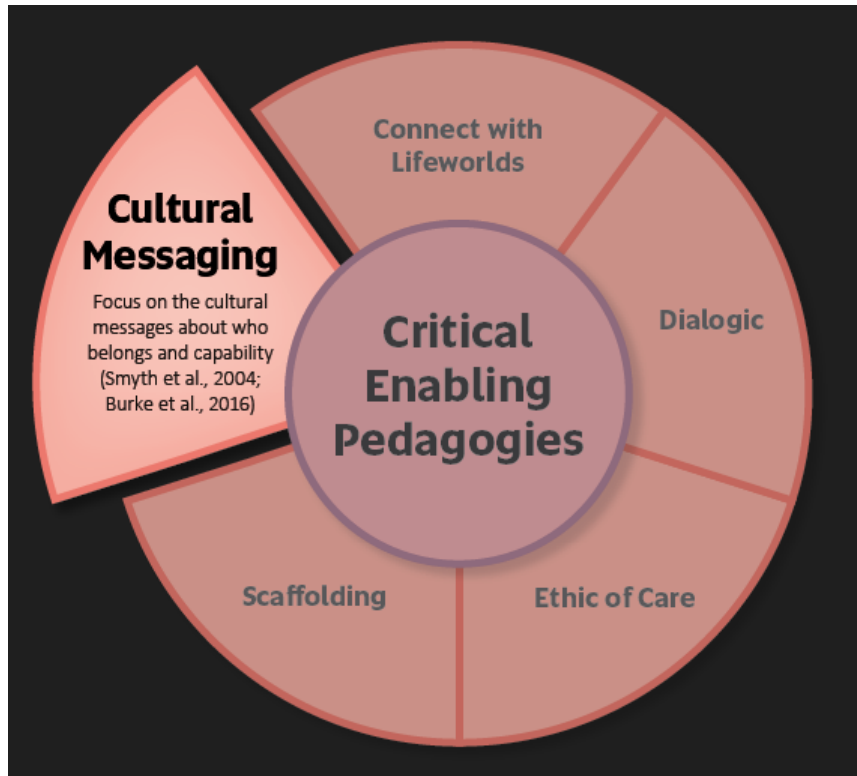 Connect with
Lifeworlds
Cultural
Messaging
Focus on the cultural
messages about who
belongs and capability
(Smyth et al., 2004;
Burke et al., 2016)
Dialogic
Critical
Enabling
Pedagogies
Scaffolding
Ethic of Care